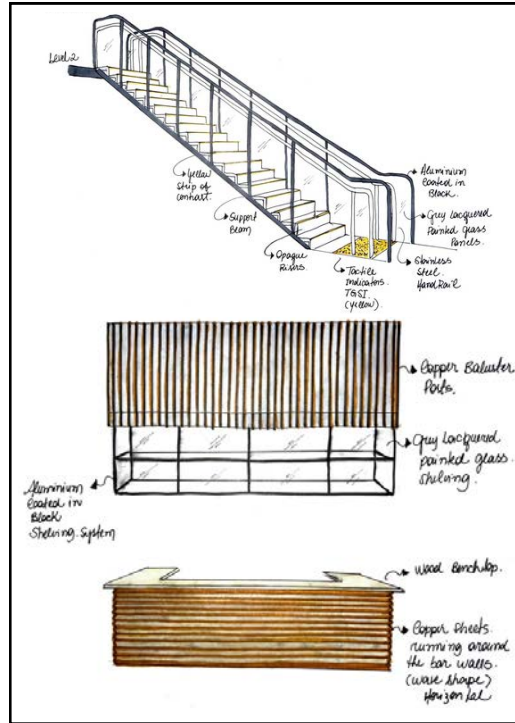 Level 2
Yellow
Strip of
Contrast.
Support
Beam
Opaque
Risers
Tactile
Indicators.
TGSI.
(Yellow).
Aluminium
Coated in
Black.
Grey Lacquered
Painted glass
Panels.
Stainless
Steel.
HandRail
Copper Baluster
Posts.
Grey Lacquered
painted glass.
shelving.
Aluminium
Coated in
Black
Shelving System
Wood Benchtop.
Copper Sheets.
running around
the bar walls.
(wave shape)
Horizontal